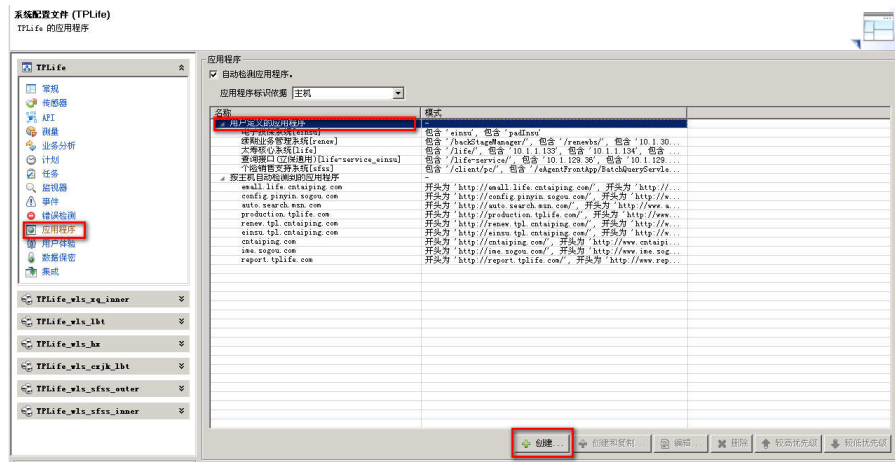 系统配置文件 (TPLife)
TPLife 的应用程序
TPLife
常规
传感器
API
测量
业务分析
计划
任务
监视器
事件
错误检测
应用程序
用户体验
数据保密
集成
TPLife_wls_xq_inner
TPLife_wls_lbt
TPLife_wls_hx
TPLife_wls_cxjk_lbt
TPLife_wls_sfss_outer
TPLife_wls_sfss_inner
应用程序
自动检测应用程序。
应用程序标识依据 主机
名称 模式
用户定义的应用程序 -
电子投保系统[einsu] 包含 'einsu', 包含 'padInsu'
续期业务管理系统[renew] 包含 '/backStageManager/', 包含 '/renewbs/', 包含 '10.1.30...
太寿核心系统[life] 包含 '/life/', 包含 '10.1.1.133', 包含 '10.1.1.134', 包含 ...
查询接口(立保通用)[life-service_einsu] 包含 '/life-service/', 包含 '10.1.129.36', 包含 '10.1.129....
个险销售支持系统[sfss] 包含 '/client/pc/', 包含 '/eAgentFrontApp/BatchQueryServle...
按主机自动检测到的应用程序 -
emall.life.cntaiping.com 开头为 'http://emall.life.cntaiping.com/', 开头为 'http://...
config.pinyin.sogou.com 开头为 'http://config.pinyin.sogou.com/', 开头为 'http://w...
auto.search.msn.com 开头为 'http://auto.search.msn.com/', 开头为 'http://www.a...
production.tplife.com 开头为 'http://production.tplife.com/', 开头为 'http://www...
renew.tpl.cntaiping.com 开头为 'http://renew.tpl.cntaiping.com/', 开头为 'http://w...
einsu.tpl.cntaiping.com 开头为 'http://einsu.tpl.cntaiping.com/', 开头为 'http://w...
cntaiping.com 开头为 'http://cntaiping.com/', 开头为 'http://www.cntaipi...
ime.sogou.com 开头为 'http://ime.sogou.com/', 开头为 'http://www.ime.sog...
report.tplife.com 开头为 'http://report.tplife.com/', 开头为 'http://www.rep...
创建... 创建和复制... 编辑... 删除 较高优先级 较低优先级